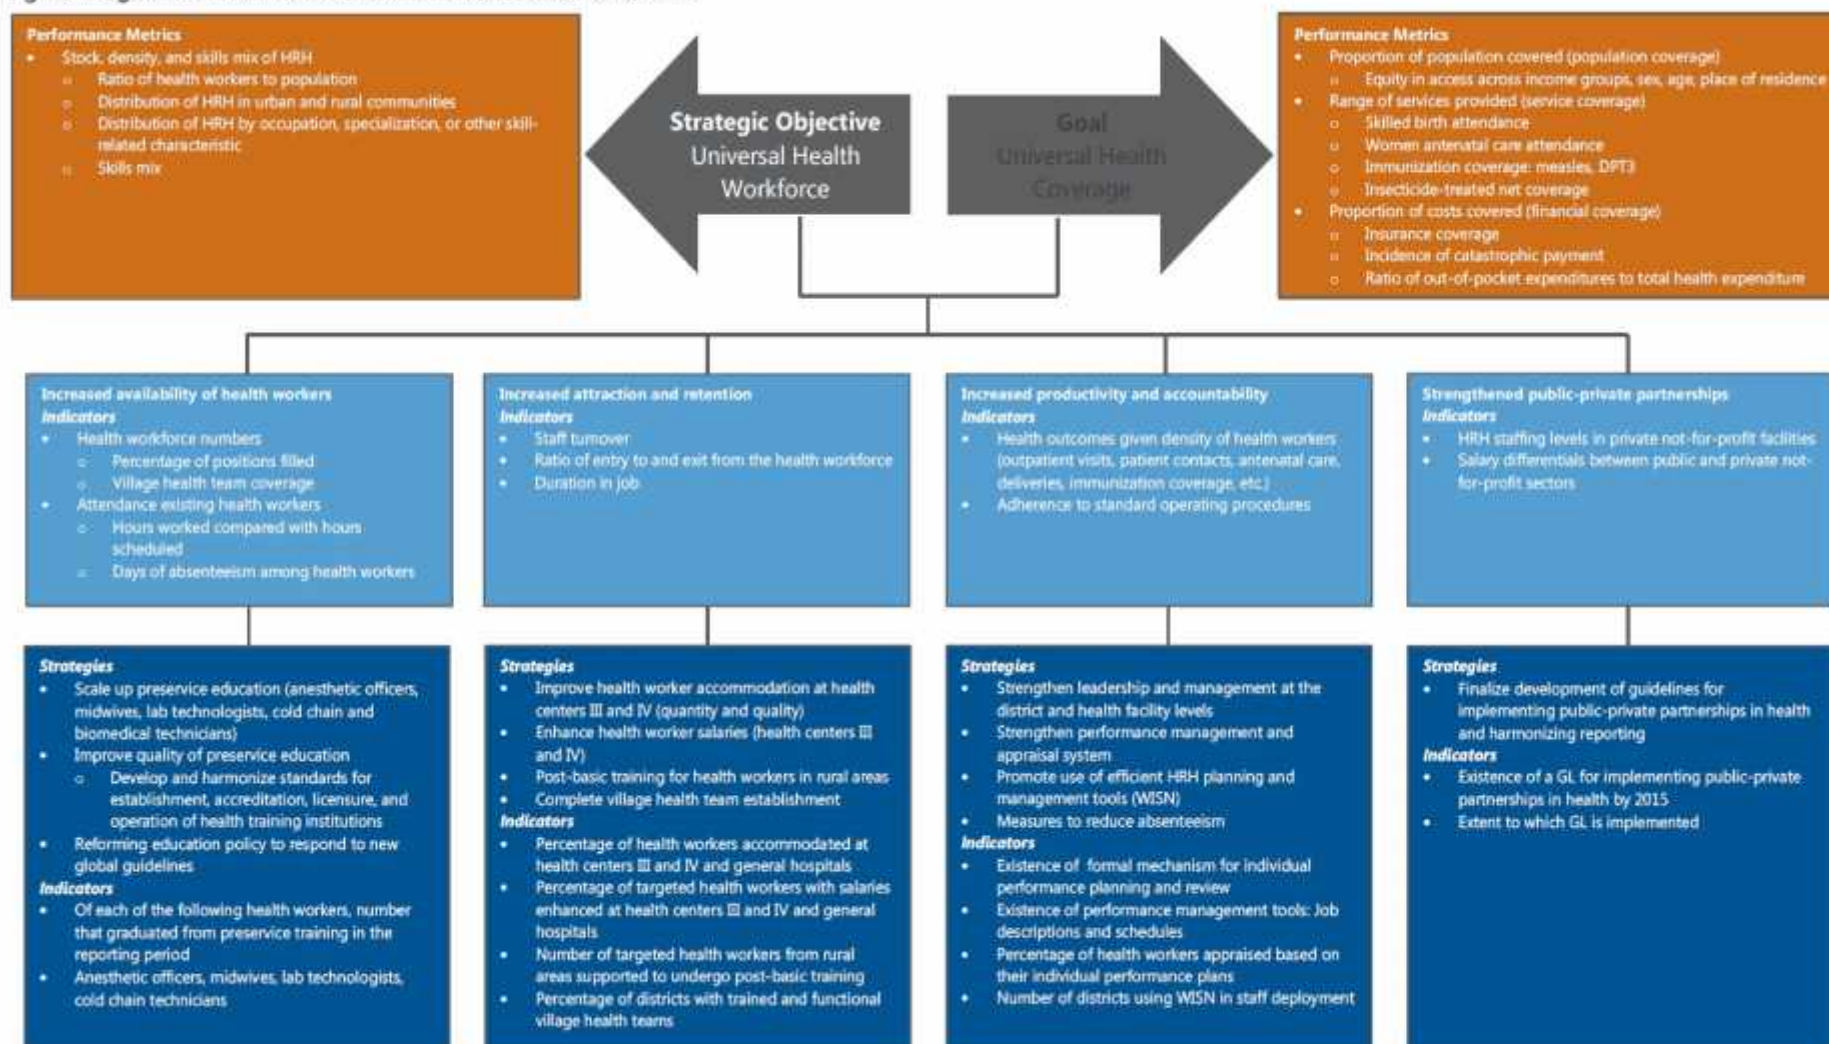 Performance Metrics
• Stock, density, and skills mix of HRH
o Ratio of health workers to population
o Distribution of HRH in urban and rural communities
o Distribution of HRH by occupation, specialization, or other skill-
related characteristic
o Skills mix
Strategic Objective
Universal Health
Workforce
Goal
Universal Health
Coverage
Performance Metrics
• Proportion of population covered (population coverage)
o Equity in access across income groups, sex, age, place of residence
• Range of services provided (service coverage)
o Skilled birth attendance
o Women antenatal care attendance
o Immunization coverage: measles, DPT3
o Insecticide-treated net coverage
• Proportion of costs covered (financial coverage)
o Insurance coverage
o Incidence of catastrophic payment
o Ratio of out-of-pocket expenditures to total health expenditure
Increased availability of health workers
Indicators
• Health workforce numbers
o Percentage of positions filled
o Village health team coverage
• Attendance existing health workers
o Hours worked compared with hours
scheduled
o Days of absenteeism among health workers
Increased attraction and retention
Indicators
• Staff turnover
• Ratio of entry to and exit from the health workforce
• Duration in job
Increased productivity and accountability
Indicators
• Health outcomes given density of health workers
(outpatient visits, patient contacts, antenatal care,
deliveries, immunization coverage, etc.)
• Adherence to standard operating procedures
Strengthened public-private partnerships
Indicators
• HRH staffing levels in private not-for-profit facilities
• Salary differentials between public and private not-
for-profit sectors
Strategies
• Scale up preservice education (anesthetic officers,
midwives, lab technologists, cold chain and
biomedical technicians)
• Improve quality of preservice education
o Develop and harmonize standards for
establishment, accreditation, licensure, and
operation of health training institutions
• Reforming education policy to respond to new
global guidelines
Indicators
• Of each of the following health workers, number
that graduated from preservice training in the
reporting period
• Anesthetic officers, midwives, lab technologists,
cold chain technicians
Strategies
• Improve health worker accommodation at health
centers III and IV (quantity and quality)
• Enhance health worker salaries (health centers III
and IV)
• Post-basic training for health workers in rural areas
• Complete village health team establishment
Indicators
• Percentage of health workers accommodated at
health centers III and IV and general hospitals
• Percentage of targeted health workers with salaries
enhanced at health centers III and IV and general
hospitals
• Number of targeted health workers from rural
areas supported to undergo post-basic training
• Percentage of districts with trained and functional
village health teams
Strategies
• Strengthen leadership and management at the
district and health facility levels
• Strengthen performance management and
appraisal system
• Promote use of efficient HRH planning and
management tools (WISN)
• Measures to reduce absenteeism
Indicators
• Existence of formal mechanism for individual
performance planning and review
• Existence of performance management tools: Job
descriptions and schedules
• Percentage of health workers appraised based on
their individual performance plans
• Number of districts using WISN in staff deployment
Strategies
• Finalize development of guidelines for
implementing public-private partnerships in health
and harmonizing reporting
Indicators
• Existence of a GL for implementing public-private
partnerships in health by 2015
• Extent to which GL is implemented